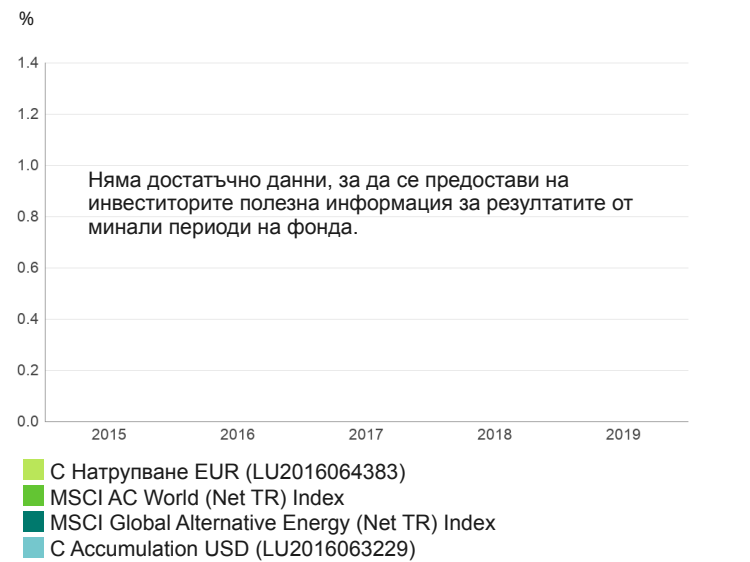 %
1.4
1.2
1.0
Няма достатъчно данни, за да се предостави на
инвеститорите полезна информация за резултатите от
0.8
минали периоди на фонда.
0.6
0.4
0.2
0.0
2015 2016 2017 2018 2019
С Натрупване EUR (LU2016064383)
MSCI AC World (Net TR) Index
MSCI Global Alternative Energy (Net TR) Index
C Accumulation USD (LU2016063229)